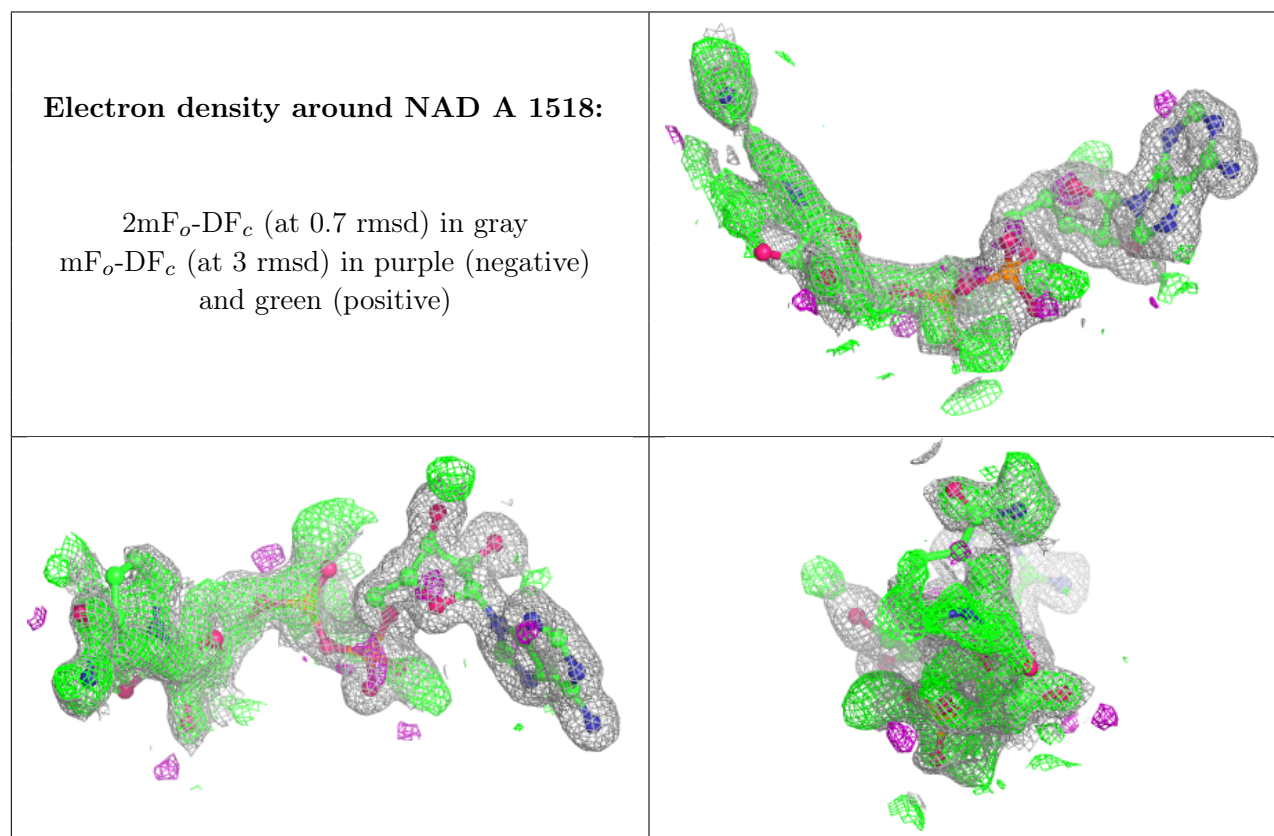 Electron density around NAD A 1518:
2mFo-DFc (at 0.7 rmsd) in gray
mFo-DFc (at 3 rmsd) in purple (negative)
and green (positive)